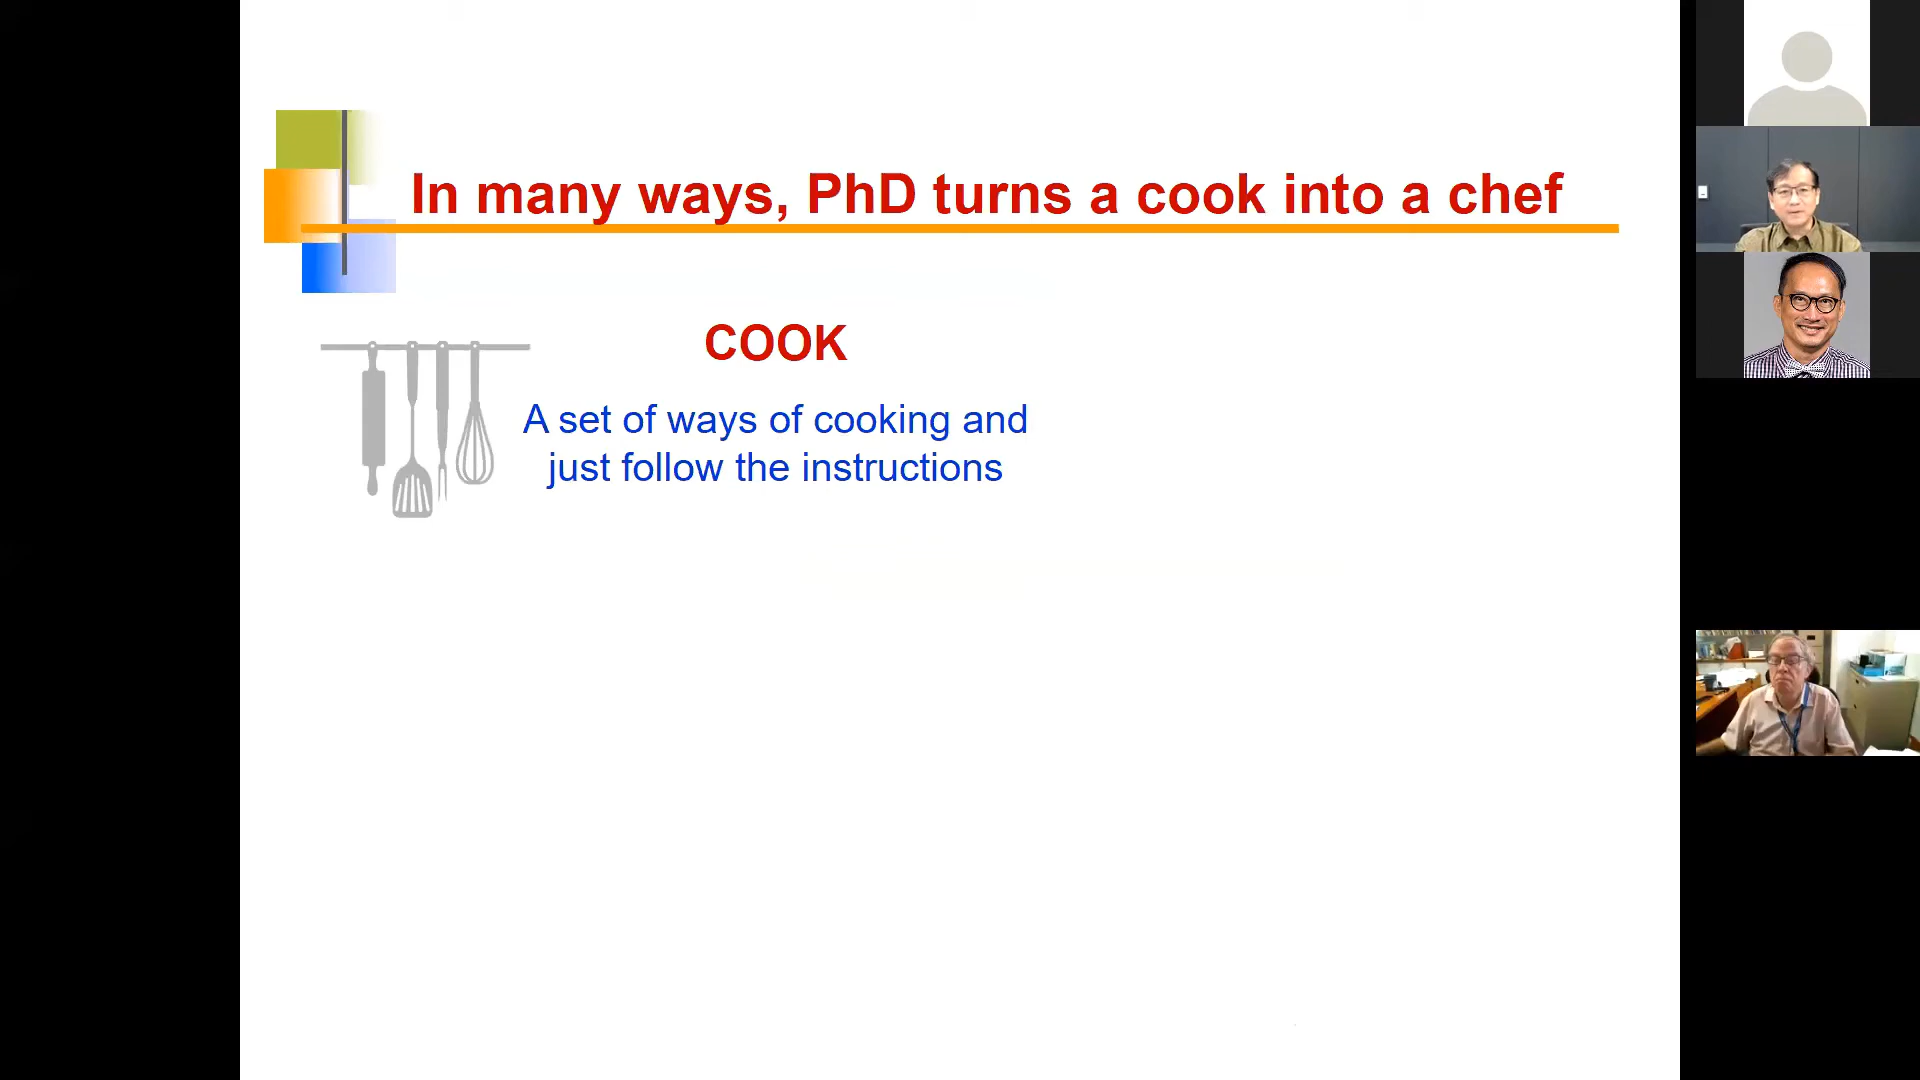 In many ways, PhD turns a cook into a chef
COOK
A set of ways of cooking and
just follow the instructions